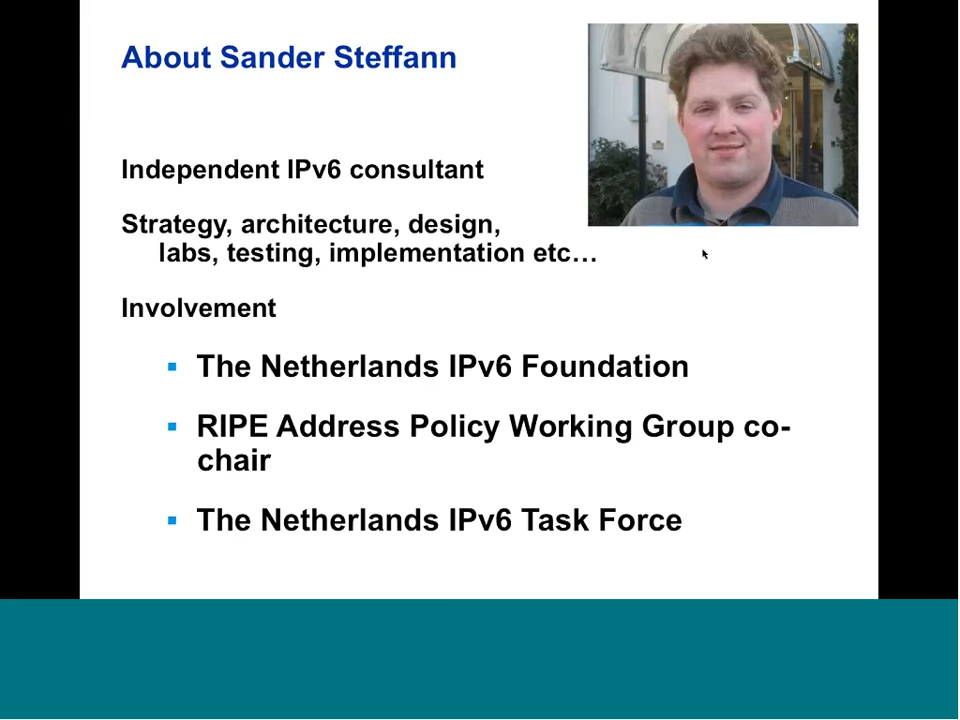 About Sander Steffann
Independent IPv6 consultant
Strategy, architecture, design,
labs, testing, implementation etc…
Involvement
▪ The Netherlands IPv6 Foundation
▪ RIPE Address Policy Working Group co-
chair
▪ The Netherlands IPv6 Task Force